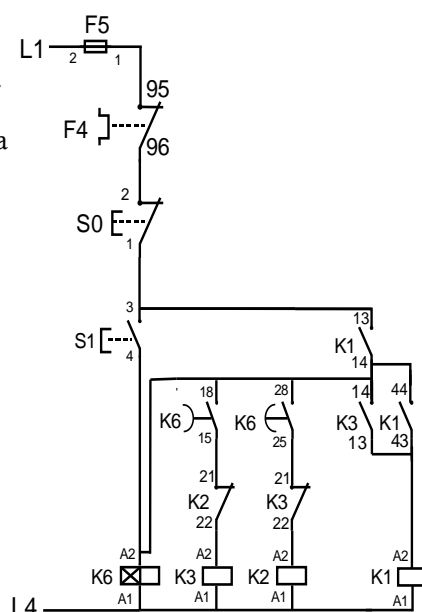 F5
L1
2 1
95
F4
a
96
2
S0
1
3 13
S1 K1
4 14
18 28 14 44
K6 K6 K3 K1
15 25 13 43
21 21
K2 K3
22 22
A2 A2 A2 A2
K6 K3 K2 K1
A1 A1 A1 A1
L4